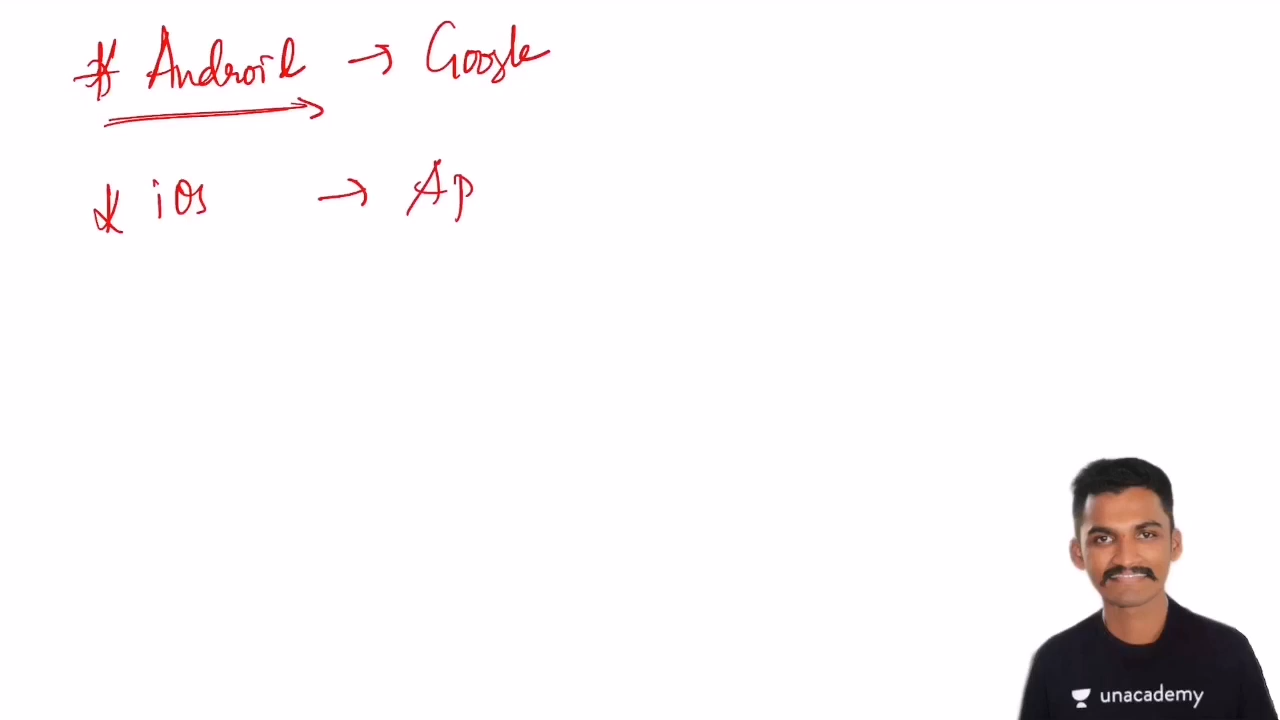 # Android → Google
* iOS → Ap
unacademy